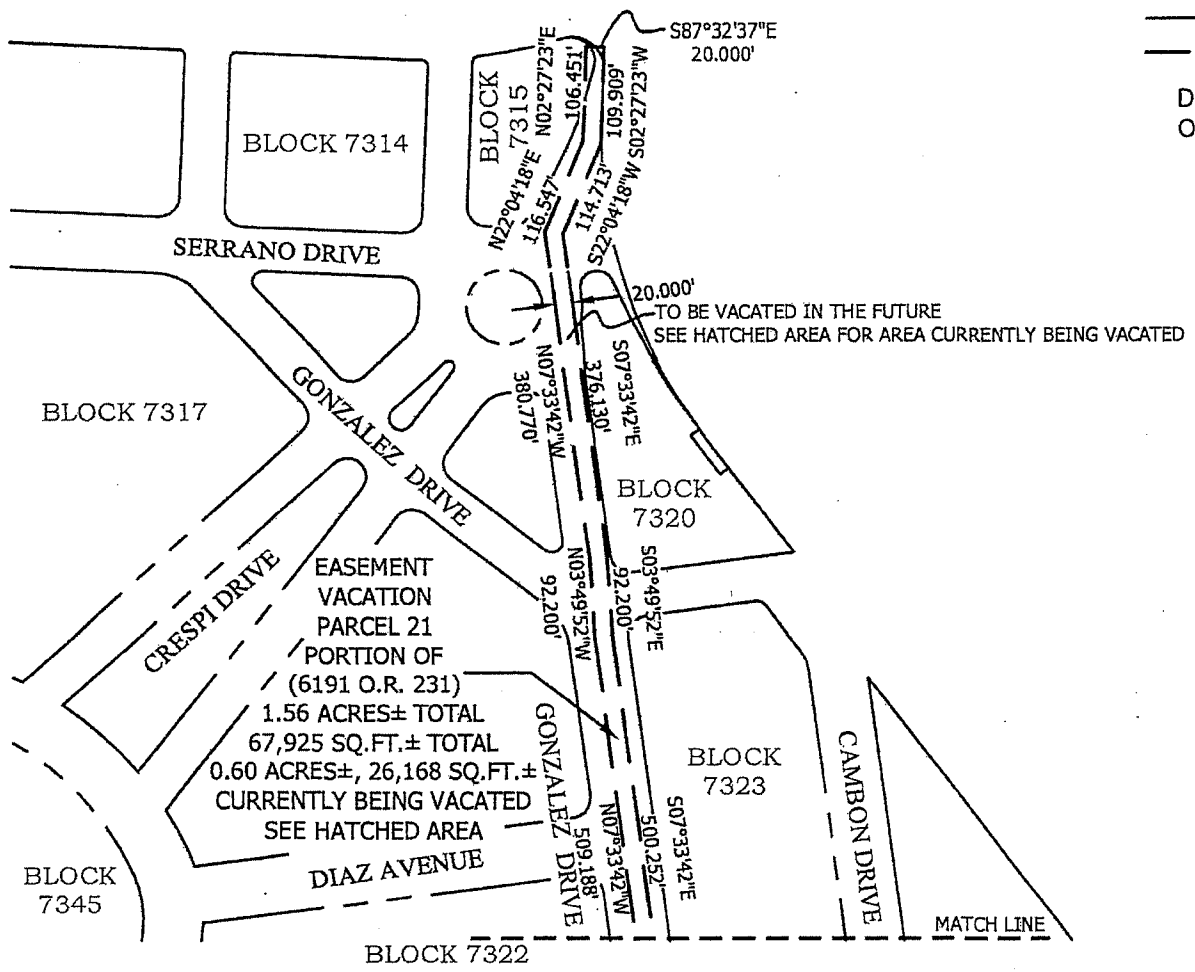 S87°32'37"E
20.000'
D
O
N02°27'23"E
106.451'
109.909'
S02°27'23"W
BLOCK
7315
BLOCK 7314
N22°04'18"E
116.547'
114.713'
S22°04'18"W
SERRANO DRIVE
20.000'
TO BE VACATED IN THE FUTURE
SEE HATCHED AREA FOR AREA CURRENTLY BEING VACATED
N07°33'42"W
380.770'
376.130'
S07°33'42"E
BLOCK 7317
GONZALEZ DRIVE
BLOCK
7320
CRESPI DRIVE
N03°49'52"W
92.200'
92.200'
S03°49'52"E
EASEMENT
VACATION
PARCEL 21
PORTION OF
(6191 O.R. 231)
1.56 ACRES± TOTAL
67,925 SQ.FT.± TOTAL
0.60 ACRES±, 26,168 SQ.FT.±
CURRENTLY BEING VACATED
SEE HATCHED AREA
GONZALEZ DRIVE
BLOCK
7323
CAMBON DRIVE
N07°33'42"W
509.188'
500.252'
S07°33'42"E
DIAZ AVENUE
BLOCK
7345
MATCH LINE
BLOCK 7322